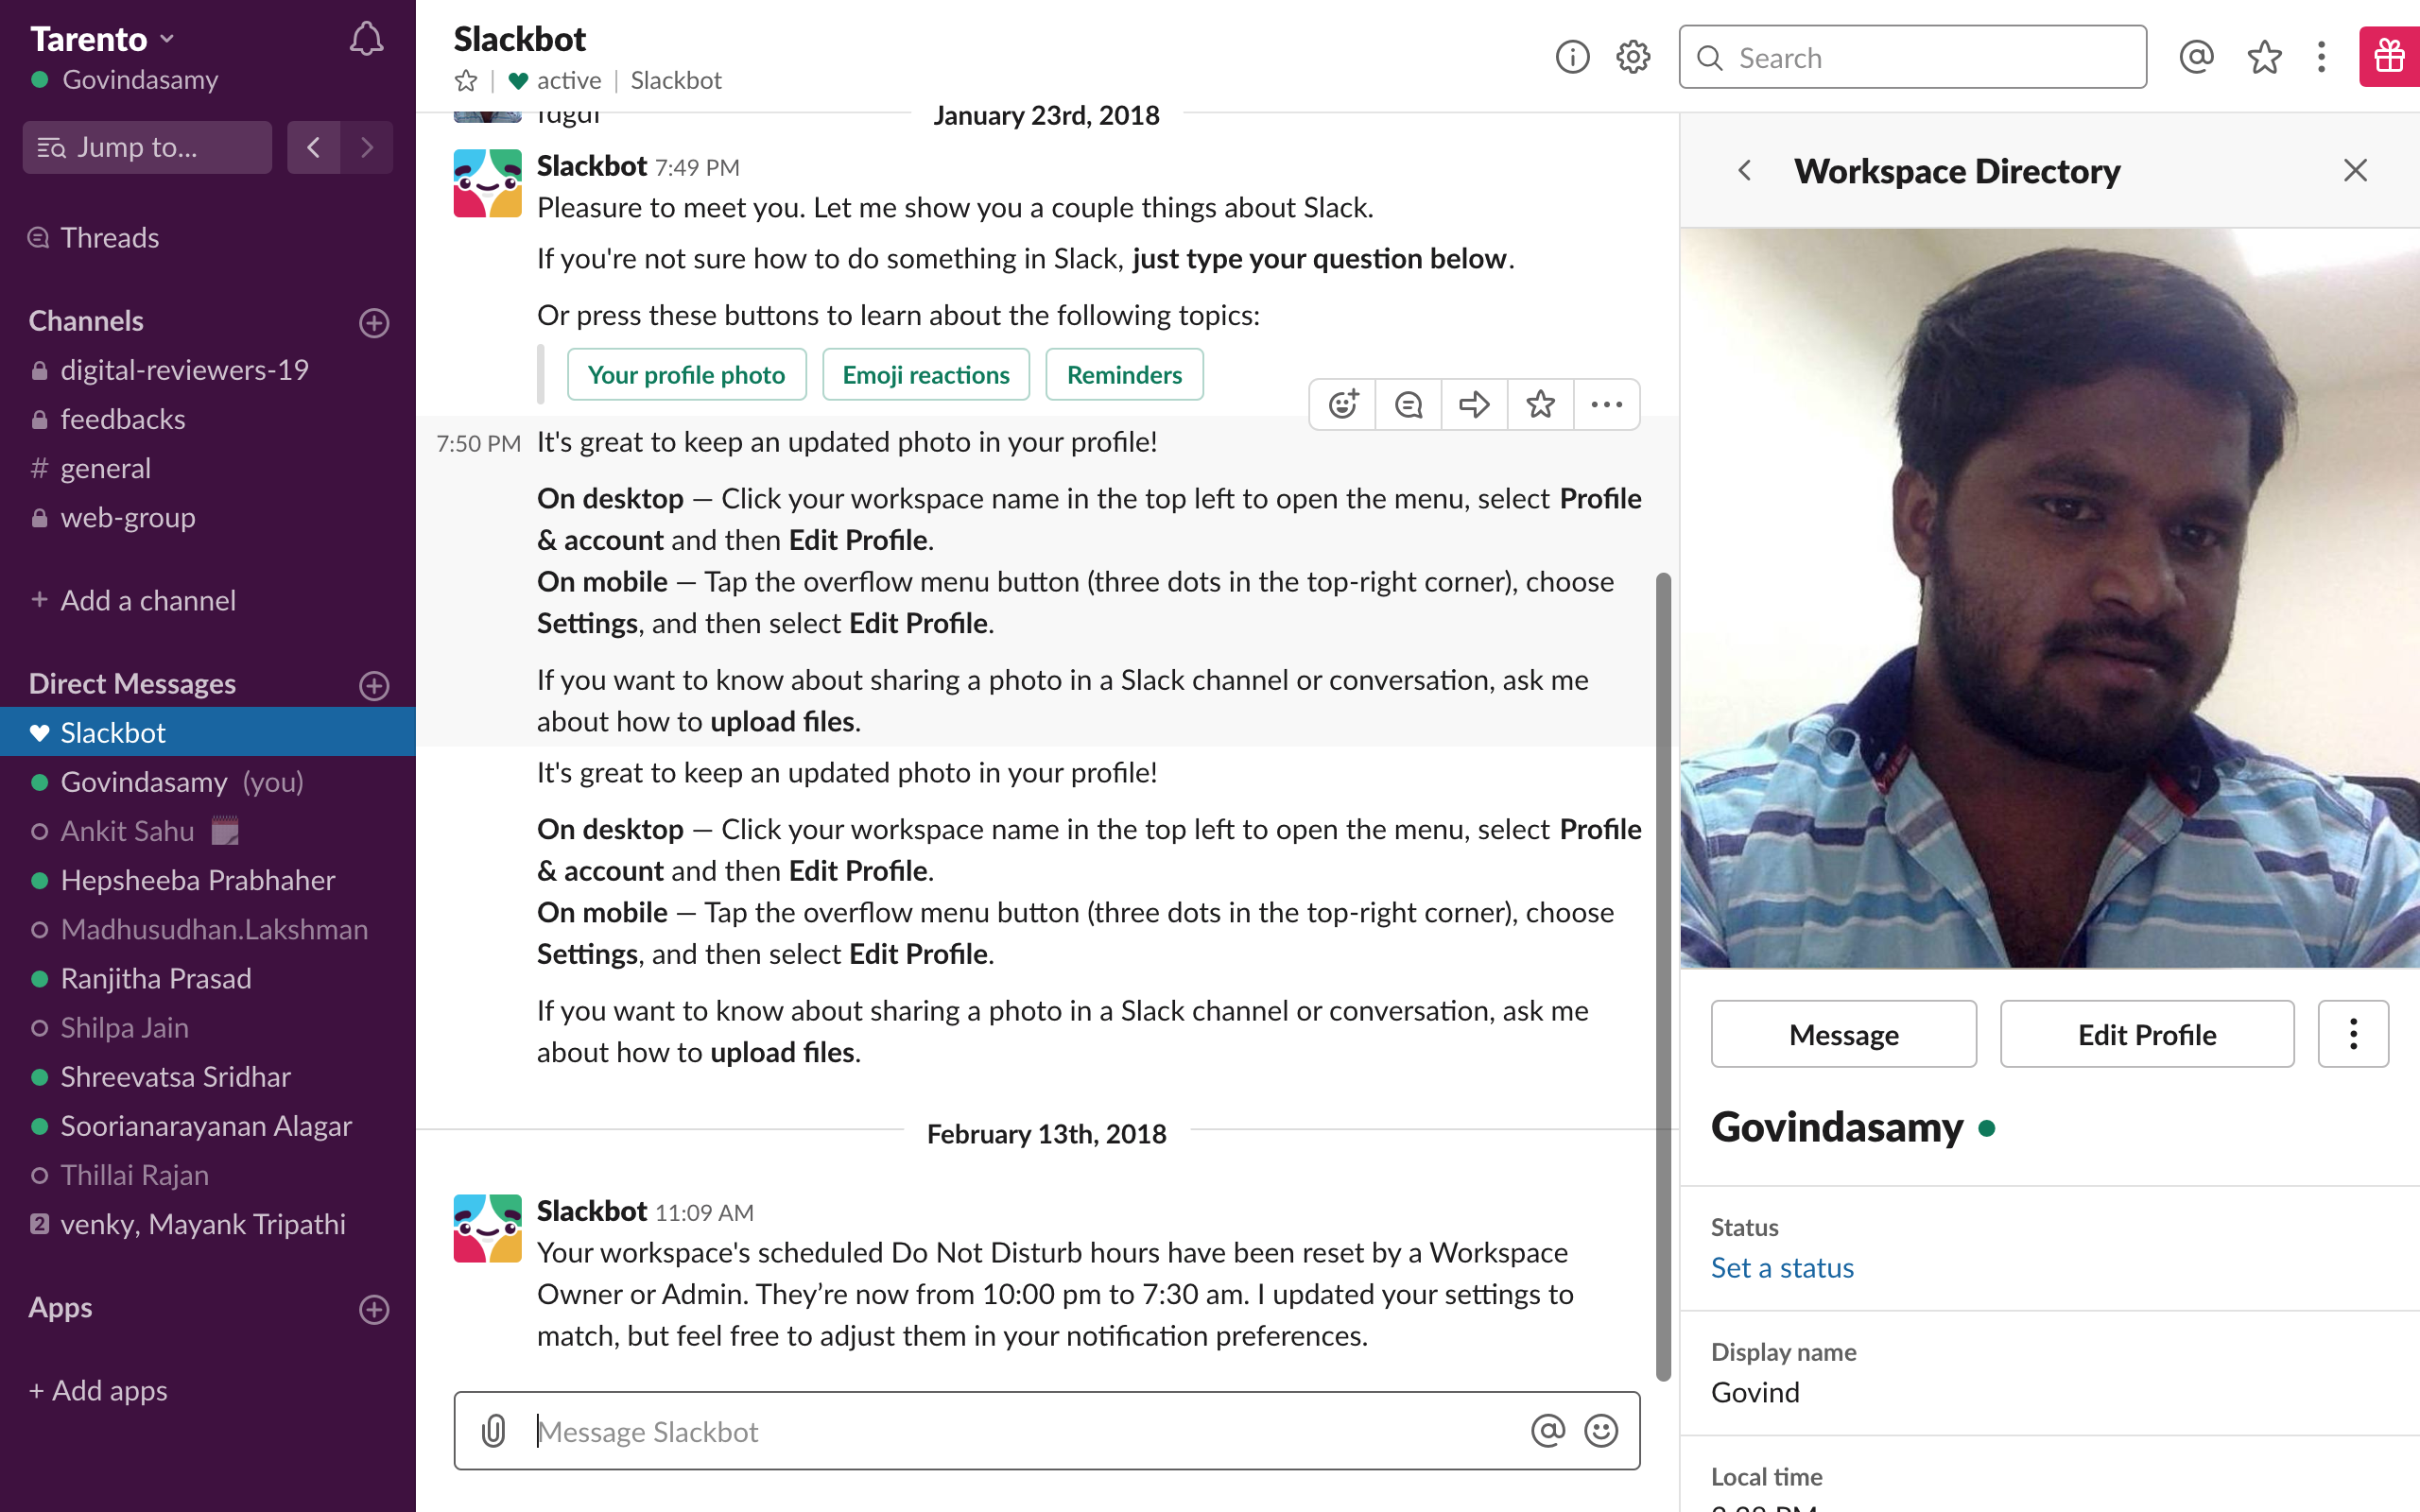 Tarento
Govindasamy
Jump to...
Threads
Channels
digital-reviewers-19
feedbacks
# general
web-group
+ Add a channel
Direct Messages
Slackbot
Govindasamy (you)
Ankit Sahu
Hepsheeba Prabhaher
Madhusudhan.Lakshman
Ranjitha Prasad
Shilpa Jain
Shreevatsa Sridhar
Soorianarayanan Alagar
Thillai Rajan
2 venky, Mayank Tripathi
Apps
+ Add apps
Slackbot
active | Slackbot
Search
January 23rd, 2018
Slackbot 7:49 PM
Pleasure to meet you. Let me show you a couple things about Slack.
If you're not sure how to do something in Slack, just type your question below.
Or press these buttons to learn about the following topics:
Your profile photo Emoji reactions Reminders
7:50 PM It's great to keep an updated photo in your profile!
On desktop — Click your workspace name in the top left to open the menu, select Profile
& account and then Edit Profile.
On mobile — Tap the overflow menu button (three dots in the top-right corner), choose
Settings, and then select Edit Profile.
If you want to know about sharing a photo in a Slack channel or conversation, ask me
about how to upload files.
It's great to keep an updated photo in your profile!
On desktop — Click your workspace name in the top left to open the menu, select Profile
& account and then Edit Profile.
On mobile — Tap the overflow menu button (three dots in the top-right corner), choose
Settings, and then select Edit Profile.
If you want to know about sharing a photo in a Slack channel or conversation, ask me
about how to upload files.
February 13th, 2018
Slackbot 11:09 AM
Your workspace's scheduled Do Not Disturb hours have been reset by a Workspace
Owner or Admin. They’re now from 10:00 pm to 7:30 am. I updated your settings to
match, but feel free to adjust them in your notification preferences.
Message Slackbot
Workspace Directory
Message Edit Profile
Govindasamy
Status
Set a status
Display name
Govind
Local time